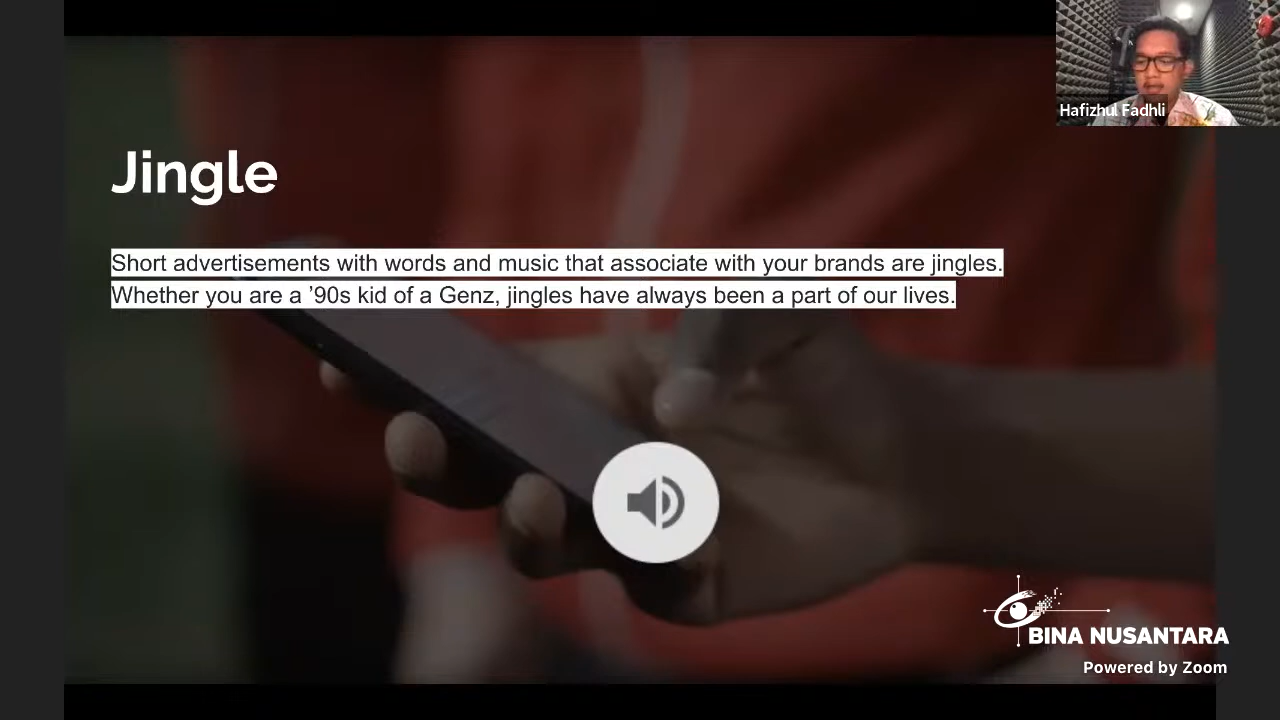 Hafizhul Fadhli
Jingle
Short advertisements with words and music that associate with your brands are jingles.
Whether you are a ’90s kid of a Genz, jingles have always been a part of our lives.
BINA NUSANTARA
Powered by Zoom